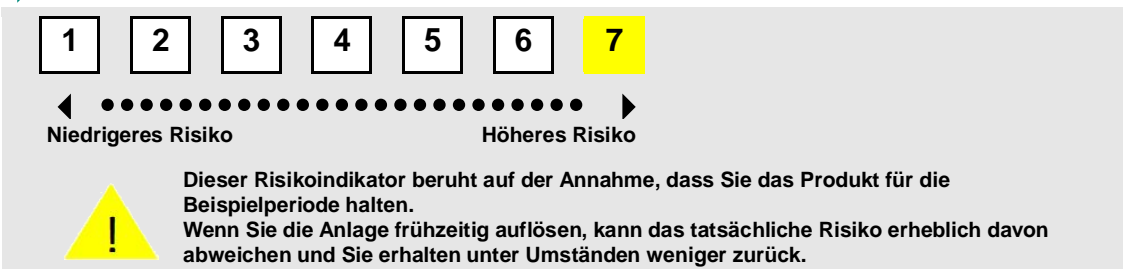 1 2 3 4 5 6 7
Niedrigeres Risiko Höheres Risiko
Dieser Risikoindikator beruht auf der Annahme, dass Sie das Produkt für die
Beispielperiode halten.
Wenn Sie die Anlage frühzeitig auflösen, kann das tatsächliche Risiko erheblich davon
abweichen und Sie erhalten unter Umständen weniger zurück.
!